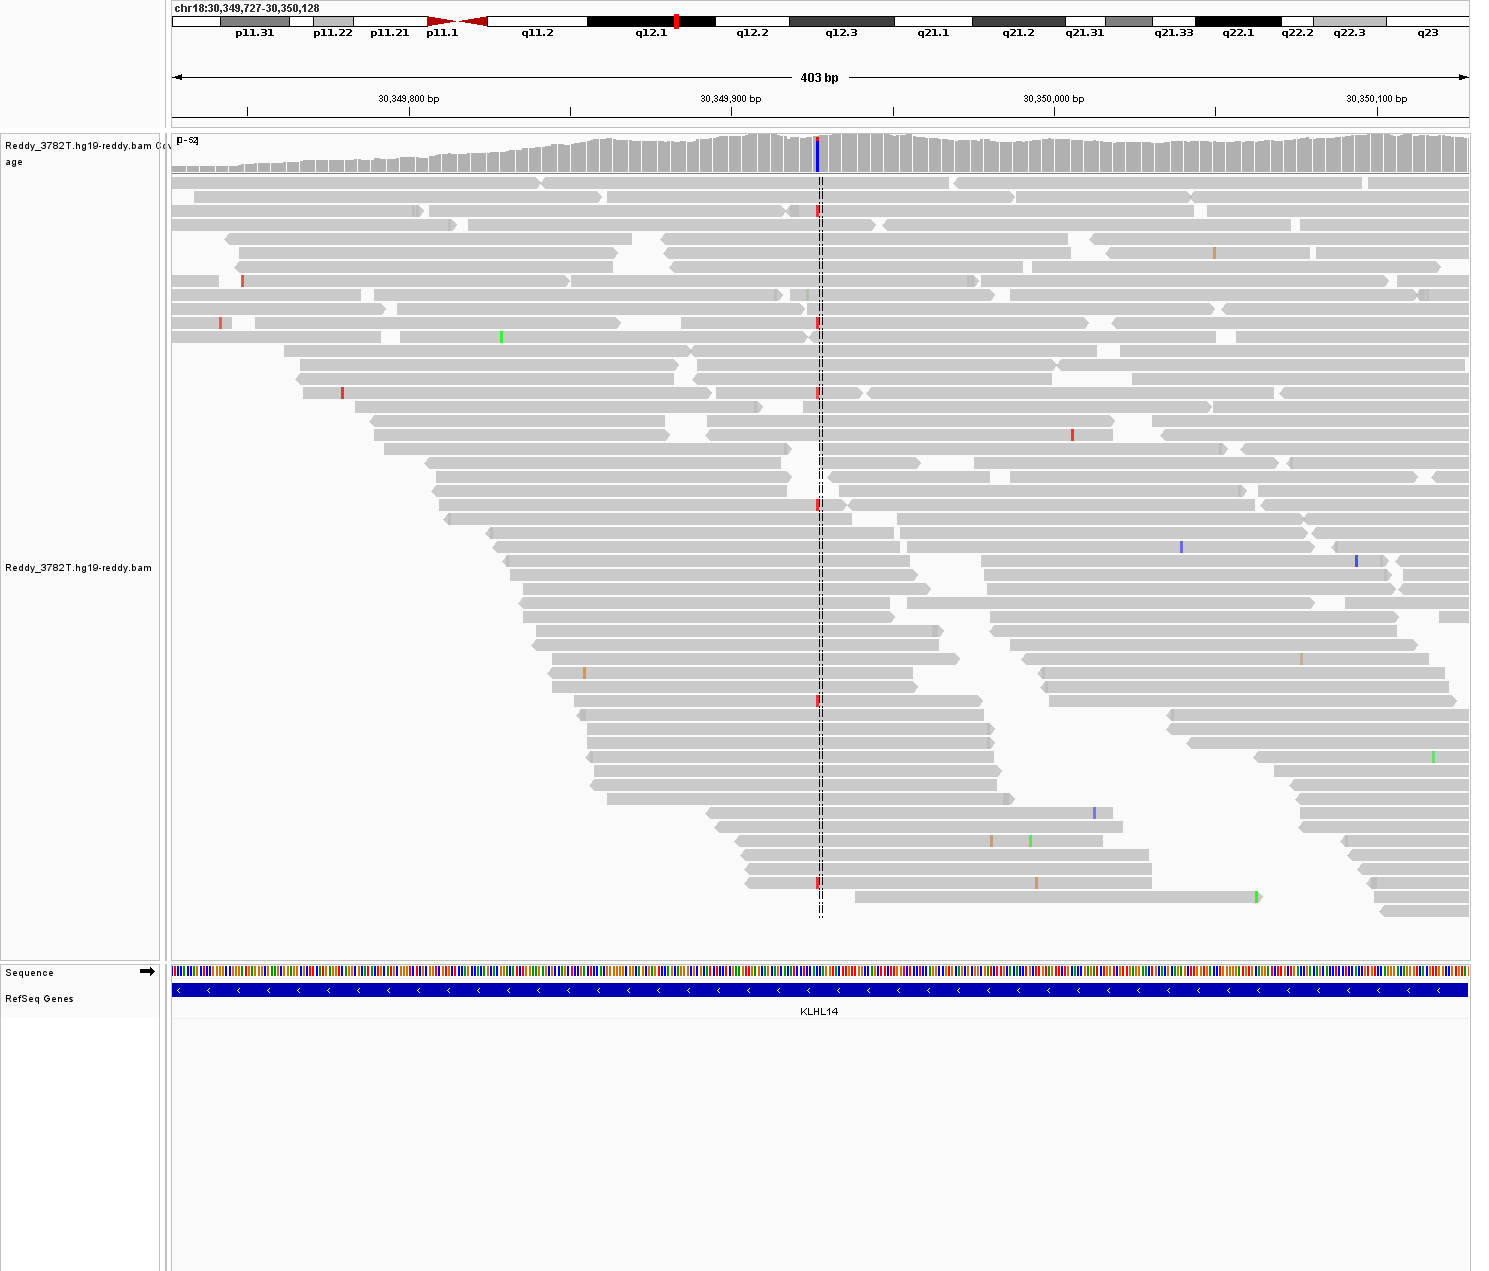 chr18:30,349,727-30,350,128
p11.31 p11.22 p11.21 p11.1 q11.2 q12.1 q12.2 q12.3 q21.1 q21.2 q21.31 q21.33 q22.1 q22.2 q22.3 q23
403 bp
30,349,800 bp 30,349,900 bp 30,350,000 bp 30,350,100 bp
[0-52]
Reddy_3782T.hg19-reddy.bam Cov
age
Reddy_3782T.hg19-reddy.bam
Sequence
RefSeq Genes
KLHL14